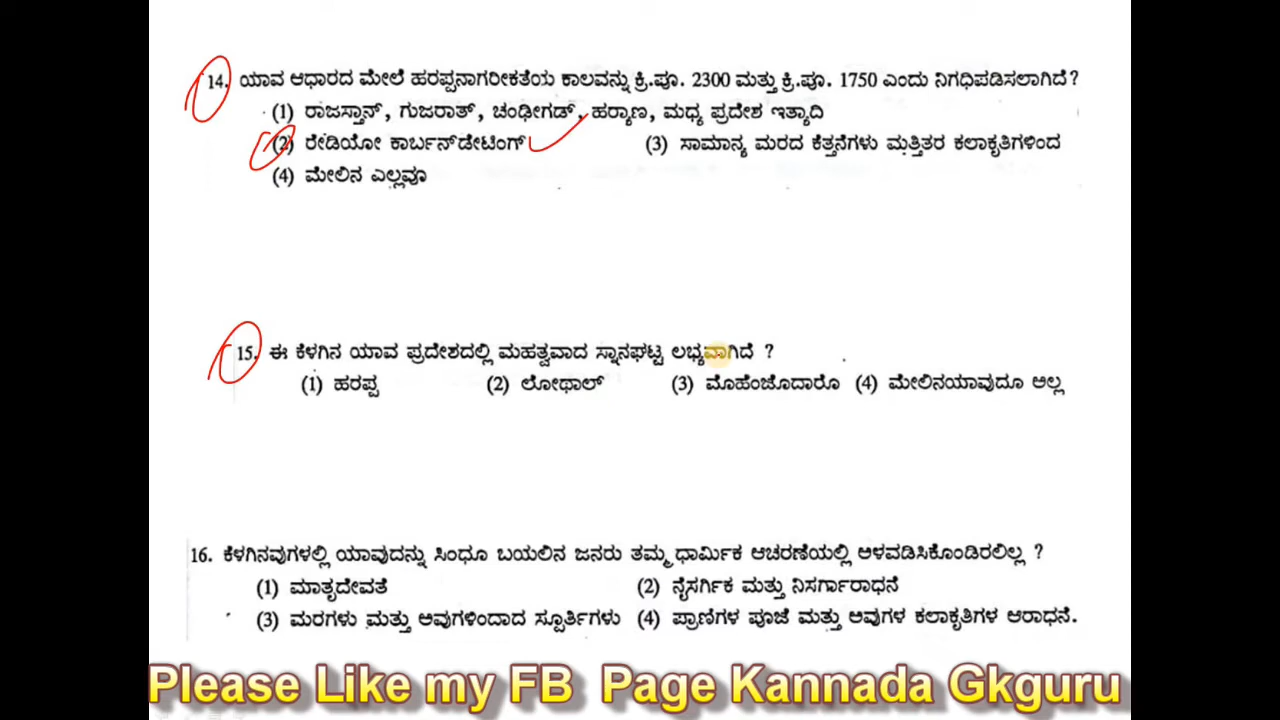 14. ಯಾವ ಆಧಾರದ ಮೇಲೆ ಹರಪ್ಪನಾಗರೀಕತೆಯ ಕಾಲವನ್ನು ಕ್ರಿ.ಪೂ. 2300 ಮತ್ತು ಕ್ರಿ.ಪೂ. 1750 ಎಂದು ನಿಗಧಿಪಡಿಸಲಾಗಿದೆ ?
(1) ರಾಜಸ್ತಾನ್, ಗುಜರಾತ್, ಚಂಢೀಗಡ್, ಹರ‍್ಯಾಣ, ಮಧ್ಯ ಪ್ರದೇಶ ಇತ್ಯಾದಿ
(2) ರೇಡಿಯೋ ಕಾರ್ಬನ್‌ಡೇಟಿಂಗ್ (3) ಸಾಮಾನ್ಯ ಮರದ ಕೆತ್ತನೆಗಳು ಮತ್ತಿತರ ಕಲಾಕೃತಿಗಳಿಂದ
(4) ಮೇಲಿನ ಎಲ್ಲವೂ
15. ಈ ಕೆಳಗಿನ ಯಾವ ಪ್ರದೇಶದಲ್ಲಿ ಮಹತ್ವವಾದ ಸ್ನಾನಘಟ್ಟ ಲಭ್ಯವಾಗಿದೆ ?
(1) ಹರಪ್ಪ (2) ಲೋಥಾಲ್ (3) ಮೊಹೆಂಜೊದಾರೊ (4) ಮೇಲಿನಯಾವುದೂ ಅಲ್ಲ
16. ಕೆಳಗಿನವುಗಳಲ್ಲಿ ಯಾವುದನ್ನು ಸಿಂಧೂ ಬಯಲಿನ ಜನರು ತಮ್ಮ ಧಾರ್ಮಿಕ ಆಚರಣೆಯಲ್ಲಿ ಅಳವಡಿಸಿಕೊಂಡಿರಲಿಲ್ಲ ?
(1) ಮಾತೃದೇವತೆ (2) ನೈಸರ್ಗಿಕ ಮತ್ತು ನಿಸರ್ಗಾರಾಧನೆ
(3) ಮರಗಳು ಮತ್ತು ಅವುಗಳಿಂದಾದ ಸ್ಪೂರ್ತಿಗಳು (4) ಪ್ರಾಣಿಗಳ ಪೂಜೆ ಮತ್ತು ಅವುಗಳ ಕಲಾಕೃತಿಗಳ ಆರಾಧನೆ.
Please Like my FB Page Kannada Gkguru